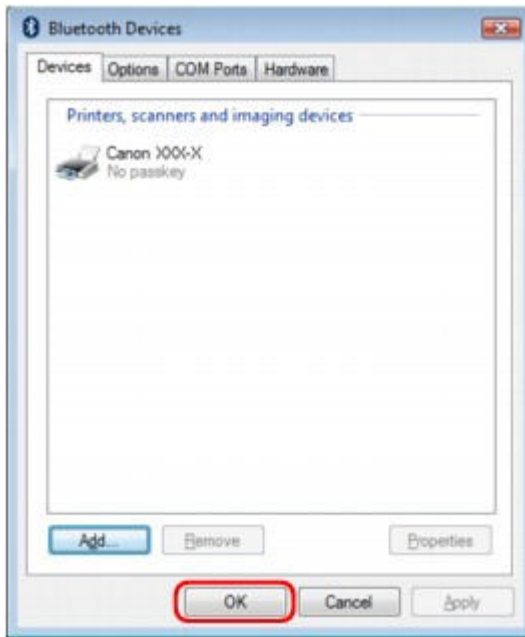 Bluetooth Devices
Devices Options COM Ports Hardware
Printers, scanners and imaging devices
Canon XXX-X
No passkey
Add... Remove Properties
OK Cancel Apply